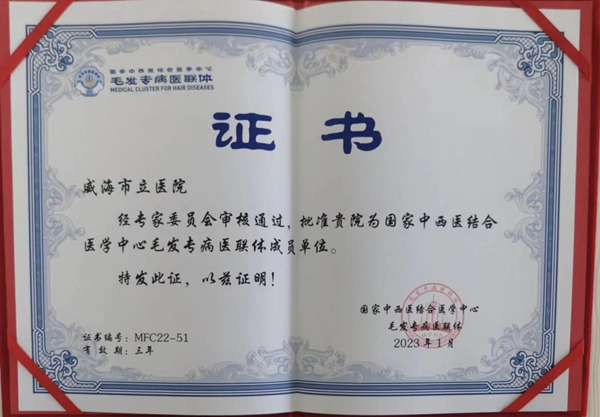 国家中西医结合医学中心
毛发专病医联体
MEDICAL CLUSTER FOR HAIR DISEASES
证书
威海市立医院
经专家委员会审核通过，批准贵院为国家中西医结合
医学中心毛发专病医联体成员单位。
特发此证，以兹证明！
国家中西医结合医学中心
毛发专病医联体
2023年1月
证书编号：MFC22-51
有效期：三年